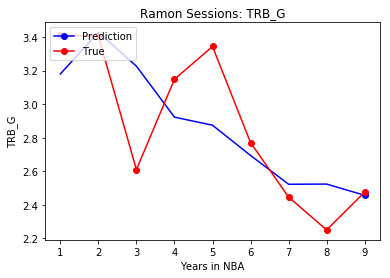 Ramon Sessions: TRB_G
Prediction
True
TRB_G
3.4
3.2
3.0
2.8
2.6
2.4
2.2
1 2 3 4 5 6 7 8 9
Years in NBA